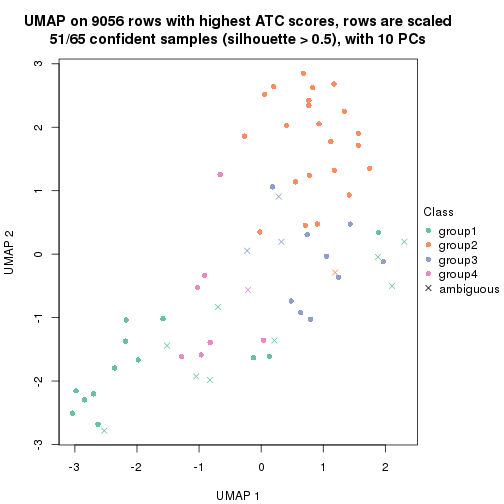 UMAP on 9056 rows with highest ATC scores, rows are scaled
51/65 confident samples (silhouette > 0.5), with 10 PCs
3
2
1
0
-1
-2
-3
UMAP 2
-3
-2
-1
0
1
2
UMAP 1
Class
group1
group2
group3
group4
ambiguous